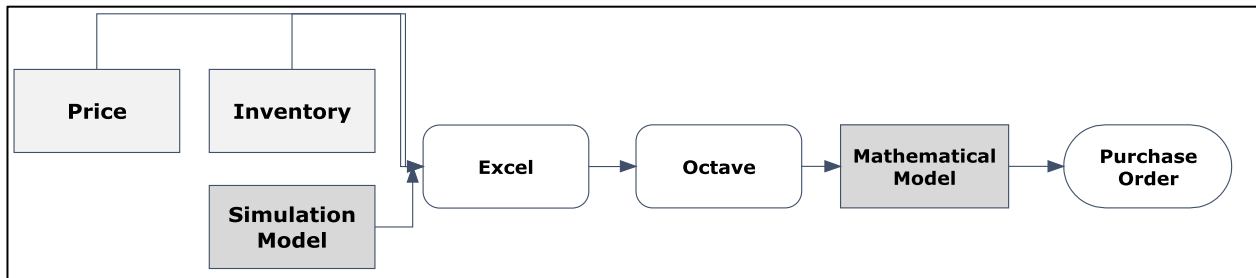 Price
Inventory
Simulation
Model
Excel
Octave
Mathematical
Model
Purchase
Order